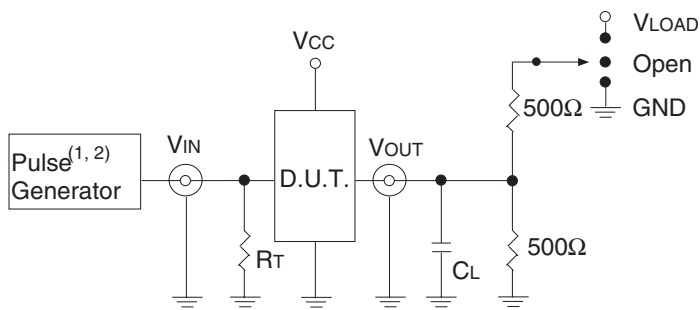 VLOAD
VCC
Open
500Ω
GND
Pulse(1, 2)
Generator
VIN
D.U.T.
VOUT
RT
CL
500Ω